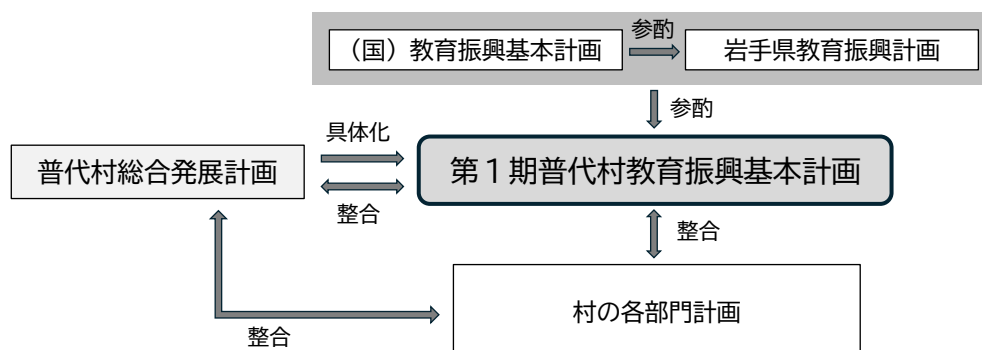 参酌
（国）教育振興基本計画
岩手県教育振興計画
参酌
具体化
普代村総合発展計画
第１期普代村教育振興基本計画
整合
整合
村の各部門計画
整合